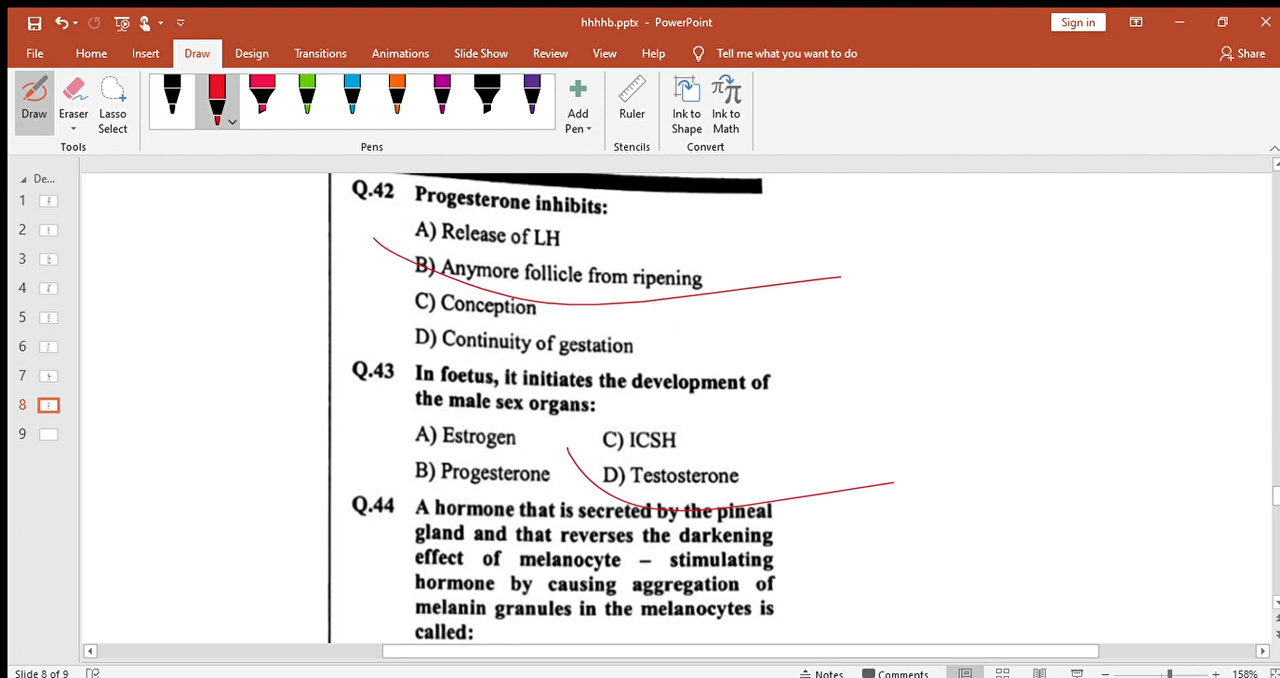 hhhhb.pptx - PowerPoint
Sign in
File Home Insert Draw Design Transitions Animations Slide Show Review View Help Tell me what you want to do Share
Draw Eraser Lasso Select Add Pen Ruler Ink to Shape Ink to Math
Tools Pens Stencils Convert
De...
1
2
3
4
5
6
7
8
9
Q.42 Progesterone inhibits:
A) Release of LH
B) Anymore follicle from ripening
C) Conception
D) Continuity of gestation
Q.43 In foetus, it initiates the development of
the male sex organs:
A) Estrogen C) ICSH
B) Progesterone D) Testosterone
Q.44 A hormone that is secreted by the pineal
gland and that reverses the darkening
effect of melanocyte – stimulating
hormone by causing aggregation of
melanin granules in the melanocytes is
called:
Slide 8 of 9 Notes Comments 158%